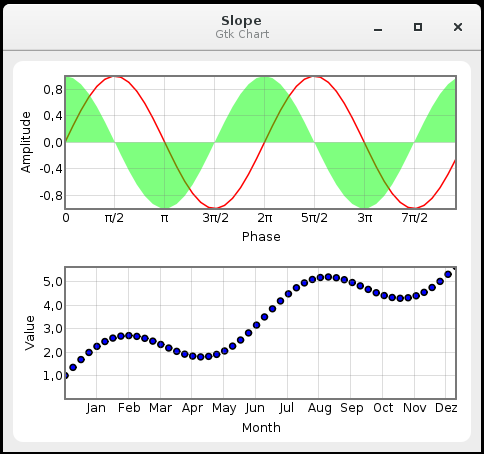 Slope
Gtk Chart
Amplitude
0,8
0,4
0,0
-0,4
-0,8
0 π/2 π 3π/2 2π 5π/2 3π 7π/2
Phase
Value
5,0
4,0
3,0
2,0
1,0
Jan Feb Mar Apr May Jun Jul Aug Sep Oct Nov Dez
Month